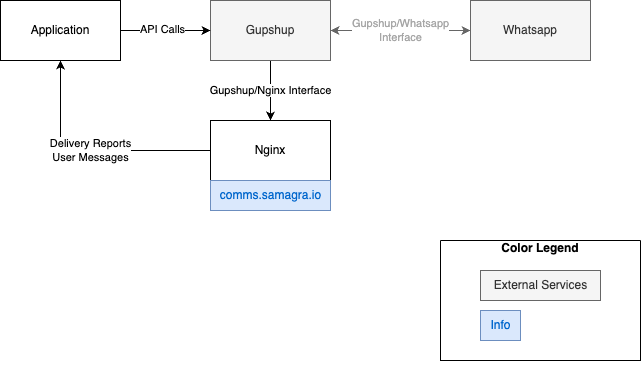 Application
API Calls
Gupshup
Gupshup/Whatsapp
Interface
Whatsapp
Gupshup/Nginx Interface
Delivery Reports
User Messages
Nginx
comms.samagra.io
Color Legend
External Services
Info